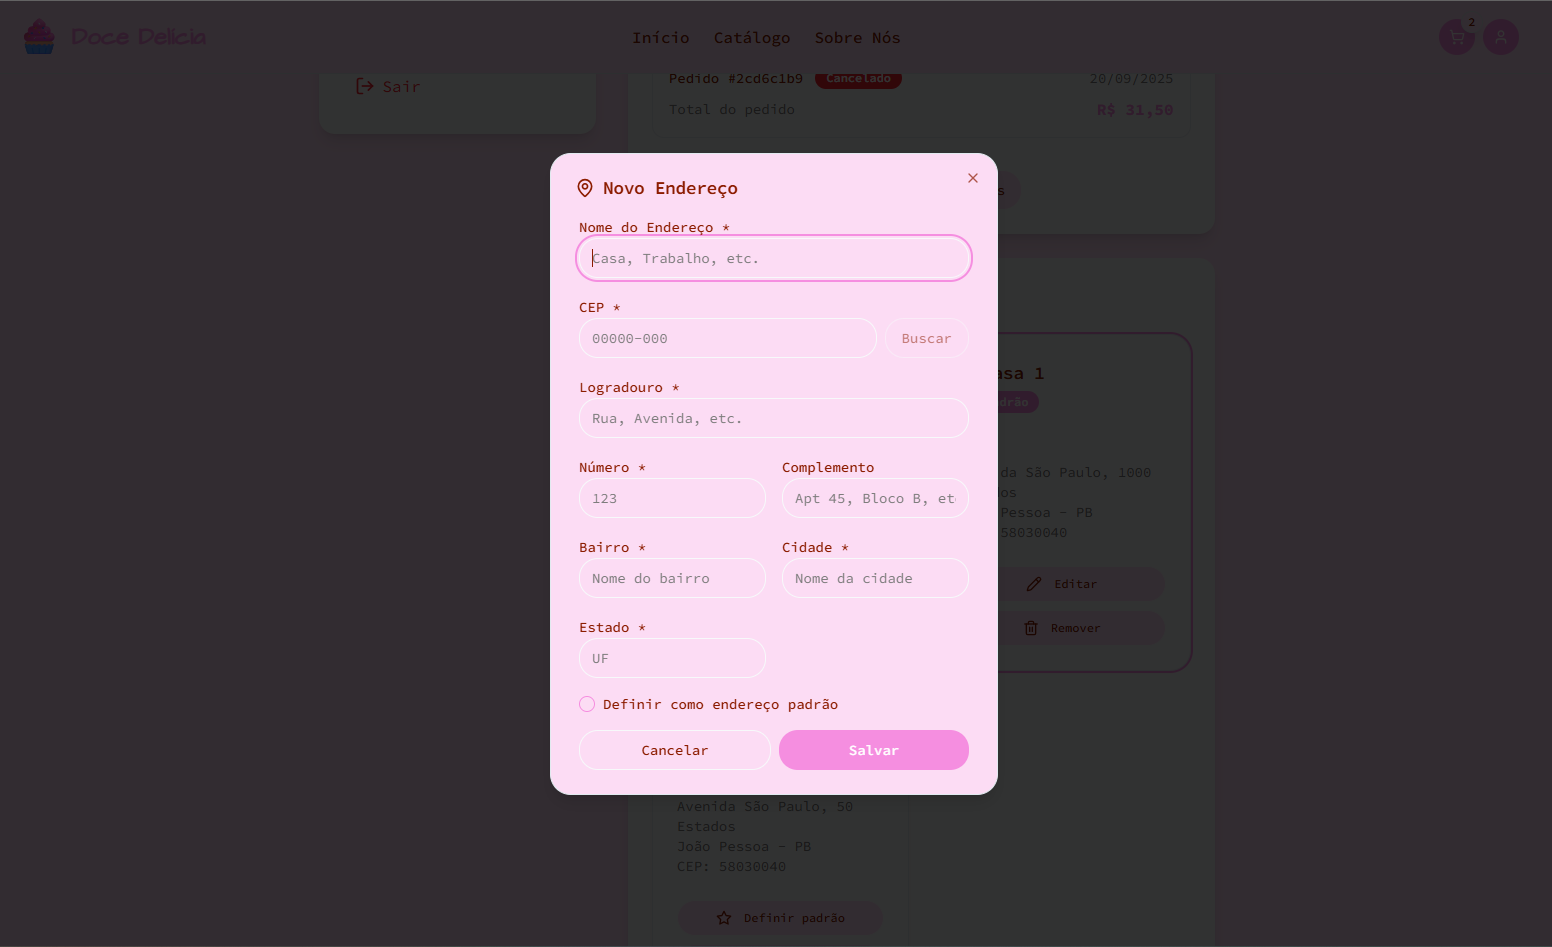 Doce Delícia
Início Catálogo Sobre Nós
2
Sair
Pedido #2cd6c1b9 Cancelado 20/09/2025
Total do pedido R$ 31,50
Novo Endereço
Nome do Endereço *
Casa, Trabalho, etc.
CEP *
00000-000 Buscar
Logradouro *
Rua, Avenida, etc.
Número * Complemento
123 Apt 45, Bloco B, et
Bairro * Cidade *
Nome do bairro Nome da cidade
Estado *
UF
Definir como endereço padrão
Cancelar Salvar
asa 1
drão
da São Paulo, 1000
dos
Pessoa - PB
58030040
Editar
Remover
Avenida São Paulo, 50
Estados
João Pessoa - PB
CEP: 58030040
Definir padrão